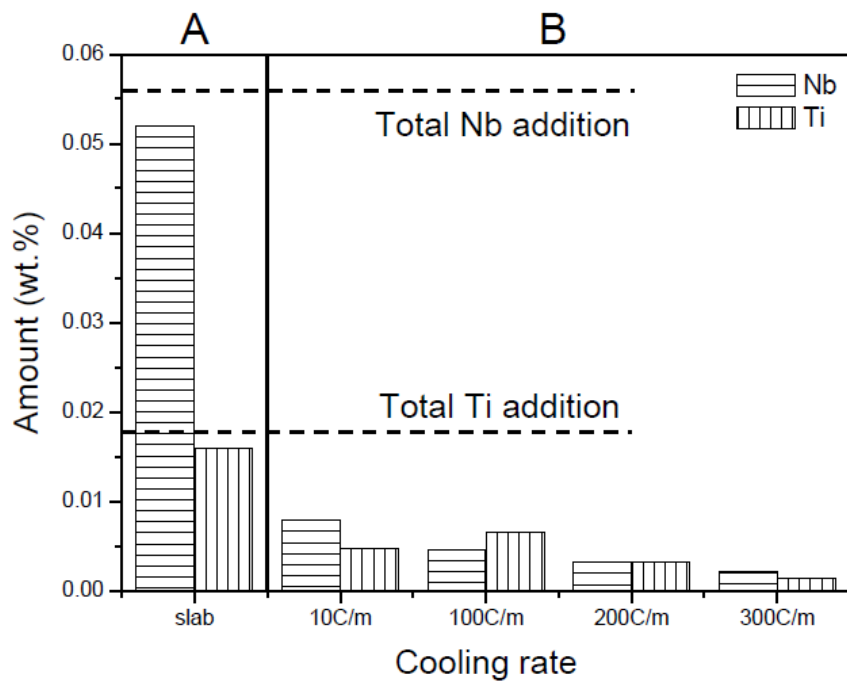 A B
0.06
Nb
Ti
Total Nb addition
0.05
0.04
0.03
0.02
Total Ti addition
0.01
0.00
slab 10C/m 100C/m 200C/m 300C/m
Cooling rate
Amount (wt.%)